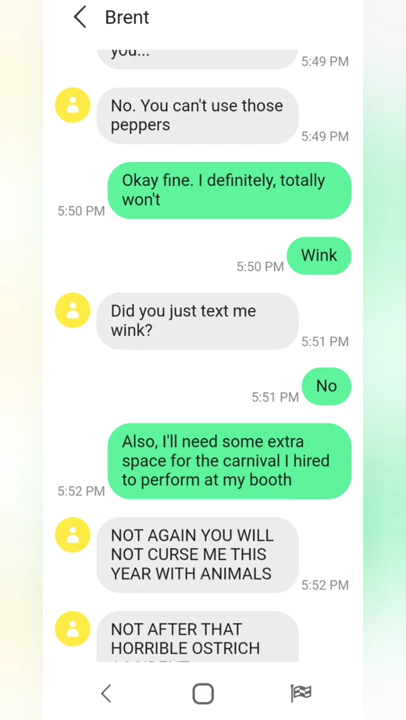 Brent
you...
5:49 PM
No. You can't use those
peppers
5:49 PM
Okay fine. I definitely, totally
won't
5:50 PM
Wink
5:50 PM
Did you just text me
wink?
5:51 PM
No
5:51 PM
Also, I'll need some extra
space for the carnival I hired
to perform at my booth
5:52 PM
NOT AGAIN YOU WILL
NOT CURSE ME THIS
YEAR WITH ANIMALS
5:52 PM
NOT AFTER THAT
HORRIBLE OSTRICH